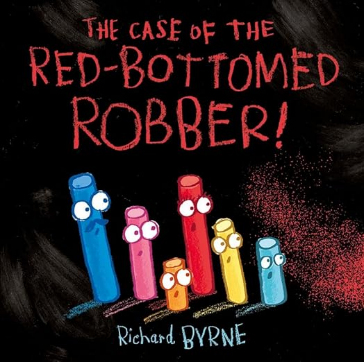 THE CASE OF THE
RED-BOTTOMED
ROBBER!
Richard BYRNE